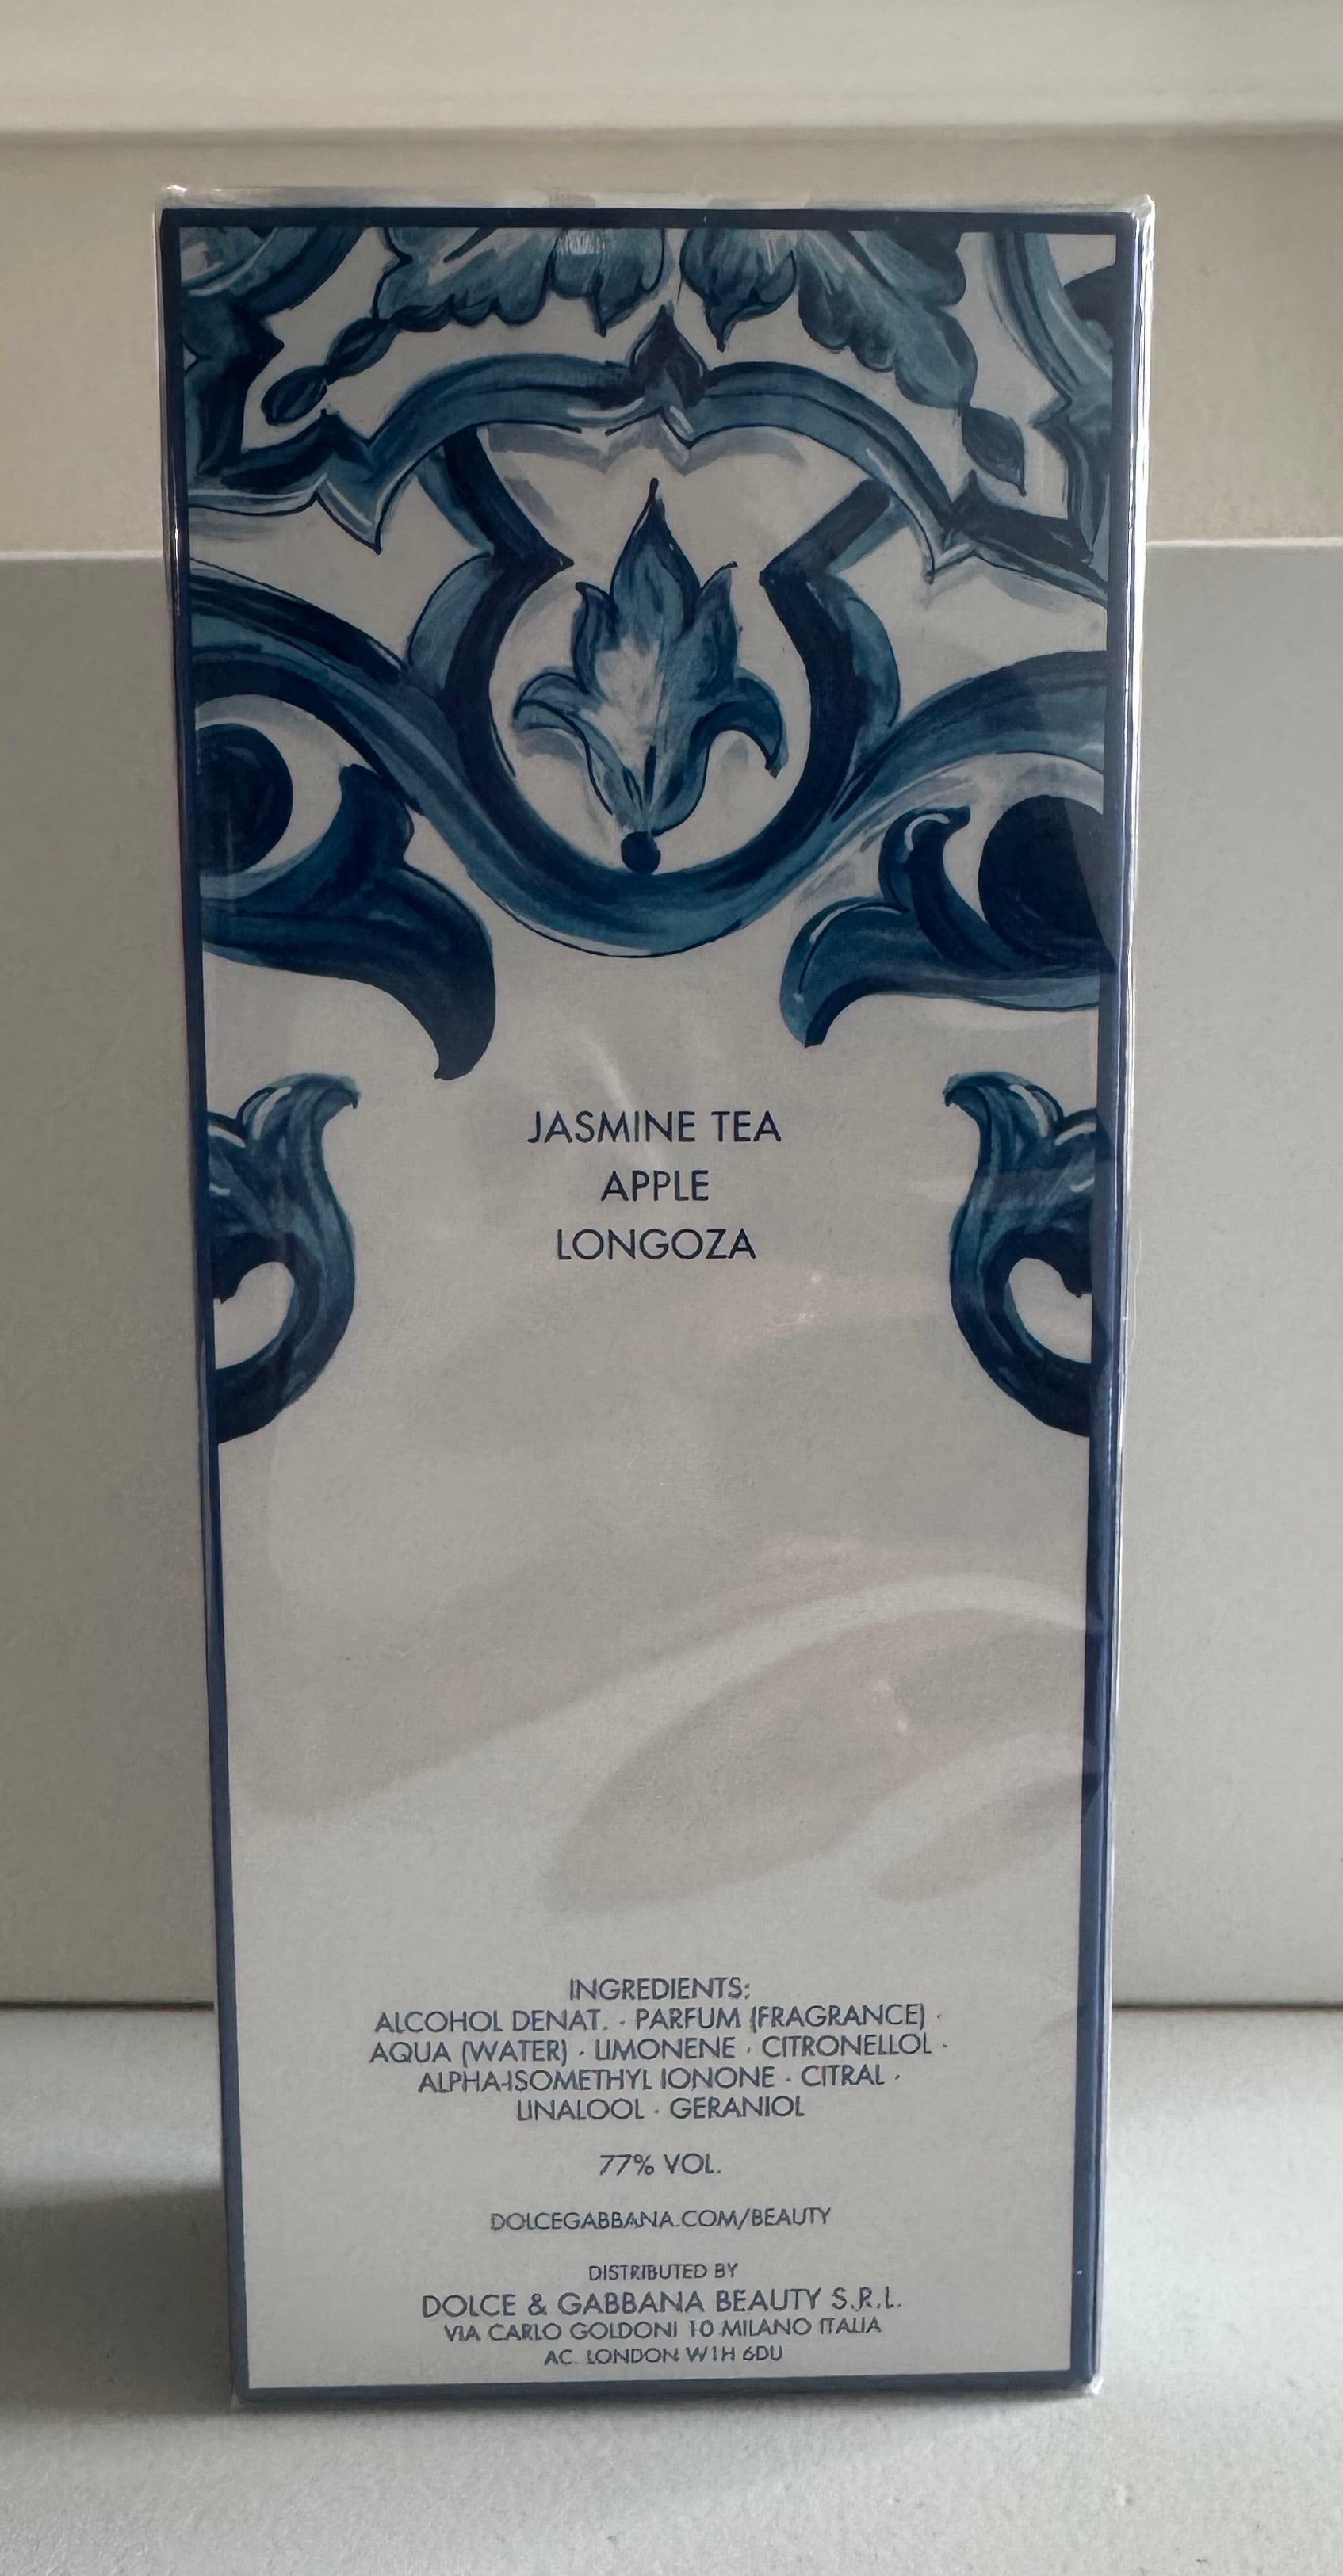 JASMINE TEA
APPLE
LONGOZA
INGREDIENTS:
ALCOHOL DENAT. · PARFUM (FRAGRANCE) ·
AQUA (WATER) · LIMONENE · CITRONELLOL ·
ALPHA-ISOMETHYL IONONE · CITRAL ·
LINALOOL · GERANIOL
77% VOL.
DOLCEGABBANA.COM/BEAUTY
DISTRIBUTED BY
DOLCE & GABBANA BEAUTY S.R.L.
VIA CARLO GOLDONI 10 MILANO ITALIA
AC. LONDON W1H 6DU